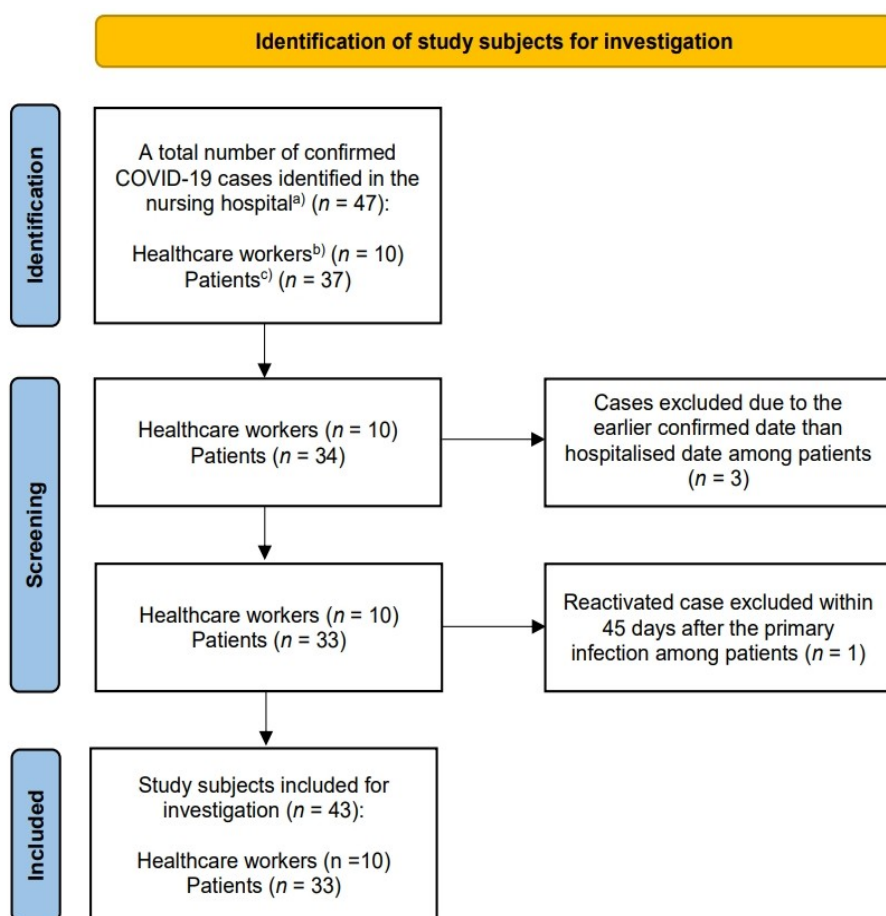 Identification of study subjects for investigation
Identification
A total number of confirmed
COVID-19 cases identified in the
nursing hospitalᵃ⁾ (n = 47):
Healthcare workersᵇ⁾ (n = 10)
Patientsᶜ⁾ (n = 37)
Screening
Healthcare workers (n = 10)
Patients (n = 34)
Cases excluded due to the
earlier confirmed date than
hospitalised date among patients
(n = 3)
Healthcare workers (n = 10)
Patients (n = 33)
Reactivated case excluded within
45 days after the primary
infection among patients (n = 1)
Included
Study subjects included for
investigation (n = 43):
Healthcare workers (n =10)
Patients (n = 33)